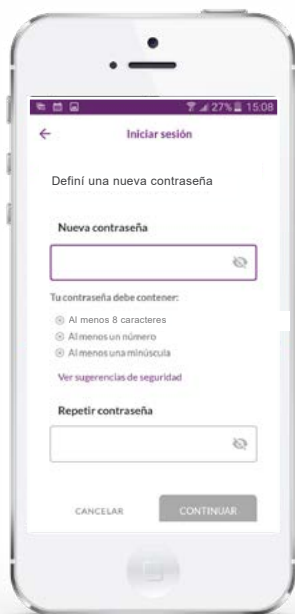 27% 15:08
Iniciar sesión
Definí una nueva contraseña
Nueva contraseña
Tu contraseña debe contener:
Al menos 8 caracteres
Al menos un número
Al menos una minúscula
Ver sugerencias de seguridad
Repetir contraseña
CANCELAR CONTINUAR